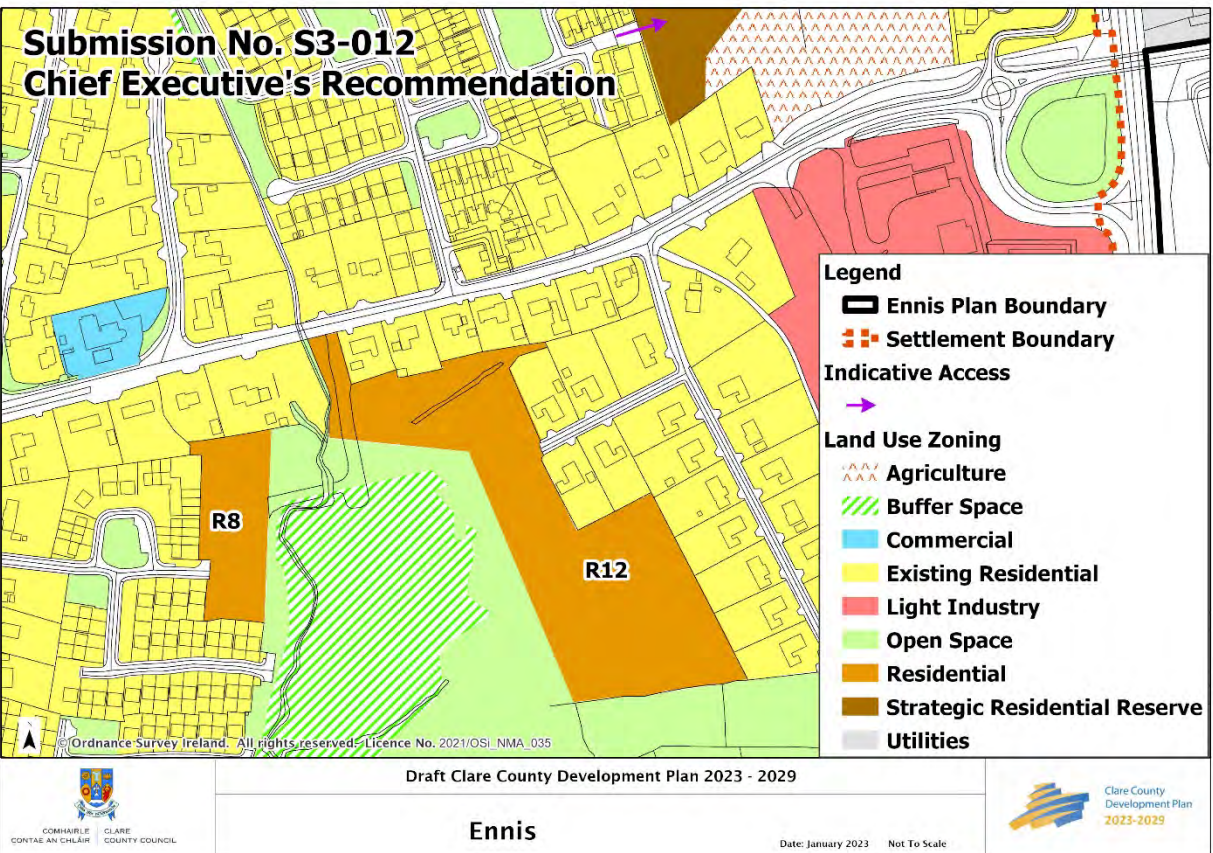 Submission No. S3-012
Chief Executive's Recommendation
R8
R12
Legend
Ennis Plan Boundary
Settlement Boundary
Indicative Access
Land Use Zoning
Agriculture
Buffer Space
Commercial
Existing Residential
Light Industry
Open Space
Residential
Strategic Residential Reserve
Utilities
© Ordnance Survey Ireland. All rights reserved. Licence No. 2021/OSi_NMA_035
COMHAIRLE CONTAE AN CHLÁIR
CLARE COUNTY COUNCIL
Draft Clare County Development Plan 2023 - 2029
Ennis
Date: January 2023 Not To Scale
Clare County
Development Plan
2023-2029